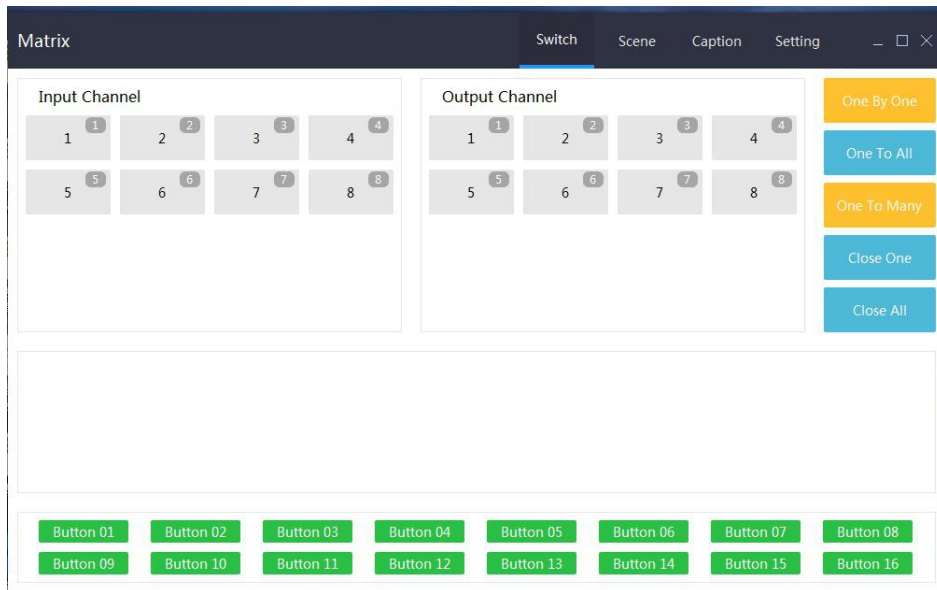 Matrix Switch Scene Caption Setting
Input Channel
1 1 2 2 3 3 4 4
5 5 6 6 7 7 8 8
Output Channel
1 1 2 2 3 3 4 4
5 5 6 6 7 7 8 8
One By One
One To All
One To Many
Close One
Close All
Button 01 Button 02 Button 03 Button 04 Button 05 Button 06 Button 07 Button 08
Button 09 Button 10 Button 11 Button 12 Button 13 Button 14 Button 15 Button 16